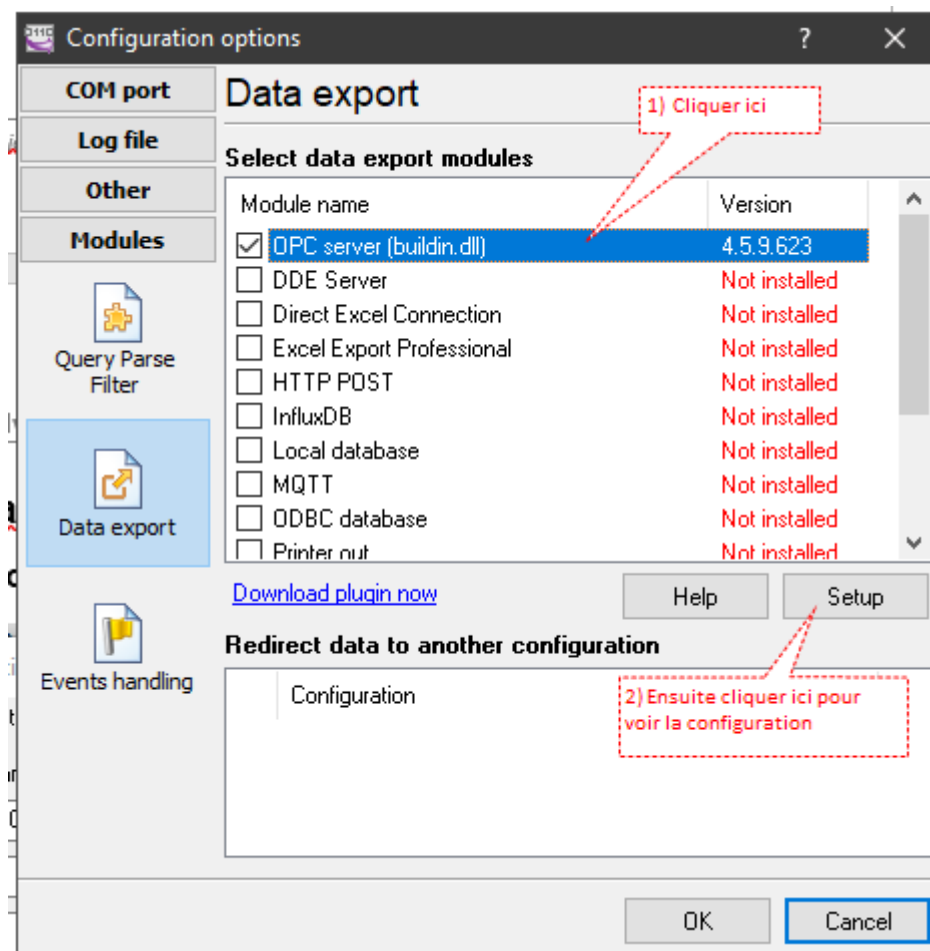 Configuration options
?
COM port
Log file
Other
Modules
Query Parse
Filter
Data export
Events handling
Data export
1) Cliquer ici
Select data export modules
Module name Version
OPC server (buildin.dll) 4.5.9.623
DDE Server Not installed
Direct Excel Connection Not installed
Excel Export Professional Not installed
HTTP POST Not installed
InfluxDB Not installed
Local database Not installed
MQTT Not installed
ODBC database Not installed
Printer out Not installed
Download plugin now
Help
Setup
Redirect data to another configuration
Configuration
2) Ensuite cliquer ici pour
voir la configuration
OK
Cancel